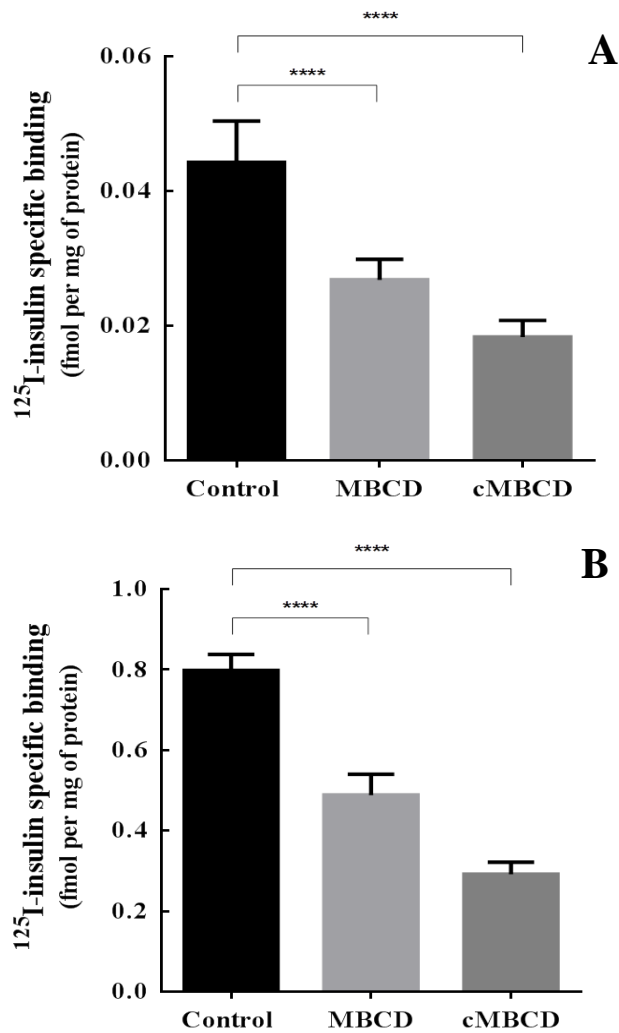 ****
A
****
0.06
0.04
0.02
0.00
125I-insulin specific binding
(fmol per mg of protein)
Control MBCD cMBCD
****
B
****
1.0
0.8
0.6
0.4
0.2
0.0
125I-insulin specific binding
(fmol per mg of protein)
Control MBCD cMBCD